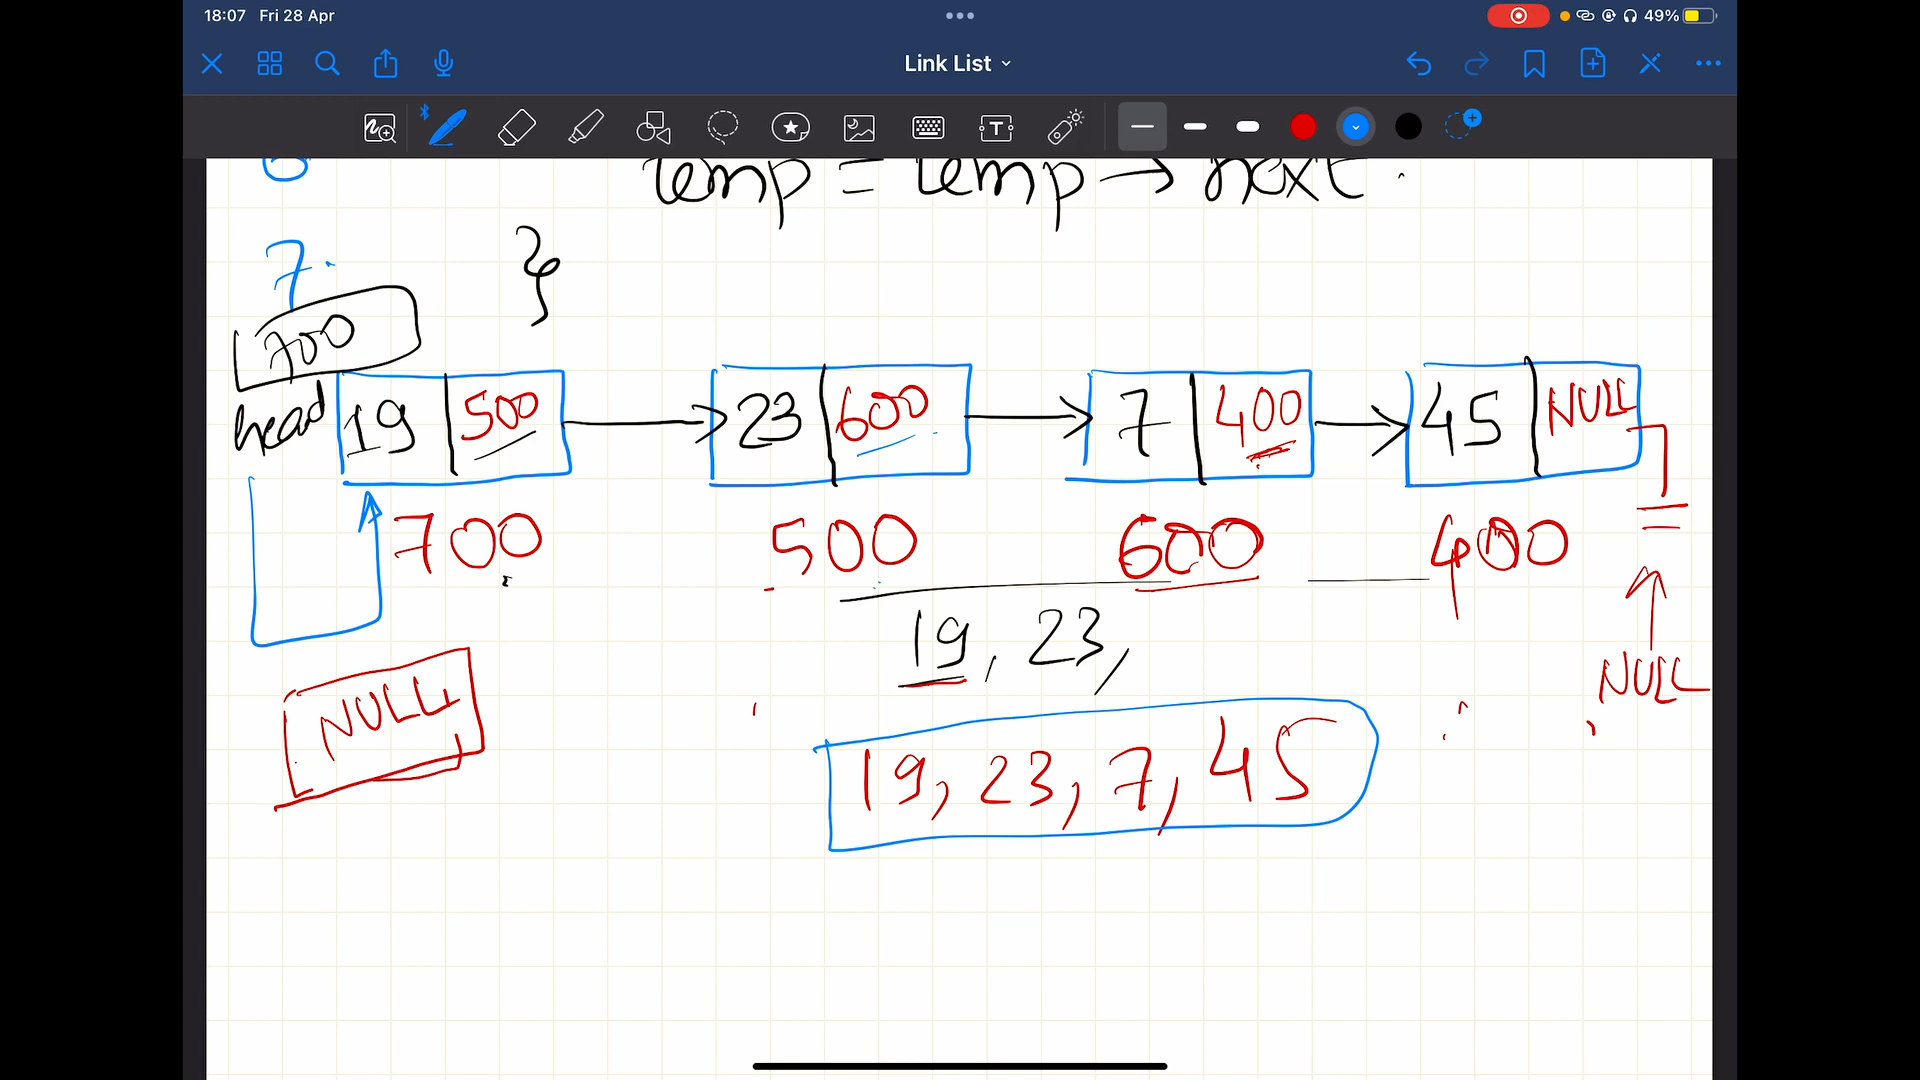 18:07 Fri 28 Apr
49%
Link List
temp = temp → next
7.
}
700
head
19 | 500 → 23 | 600 → 7 | 400 → 45 | NULL
700 500 600 400
19, 23,
NULL
NULL
19, 23, 7, 45